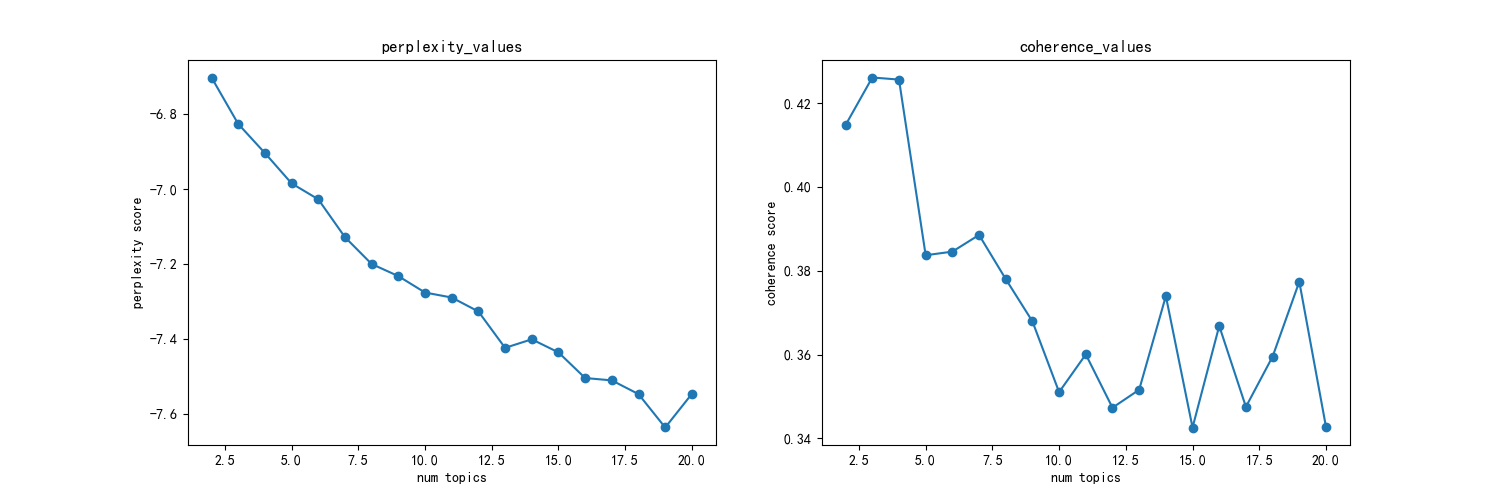 perplexity_values
perplexity score
-6.8
-7.0
-7.2
-7.4
-7.6
2.5 5.0 7.5 10.0 12.5 15.0 17.5 20.0
num topics
coherence_values
coherence score
0.42
0.40
0.38
0.36
0.34
2.5 5.0 7.5 10.0 12.5 15.0 17.5 20.0
num topics